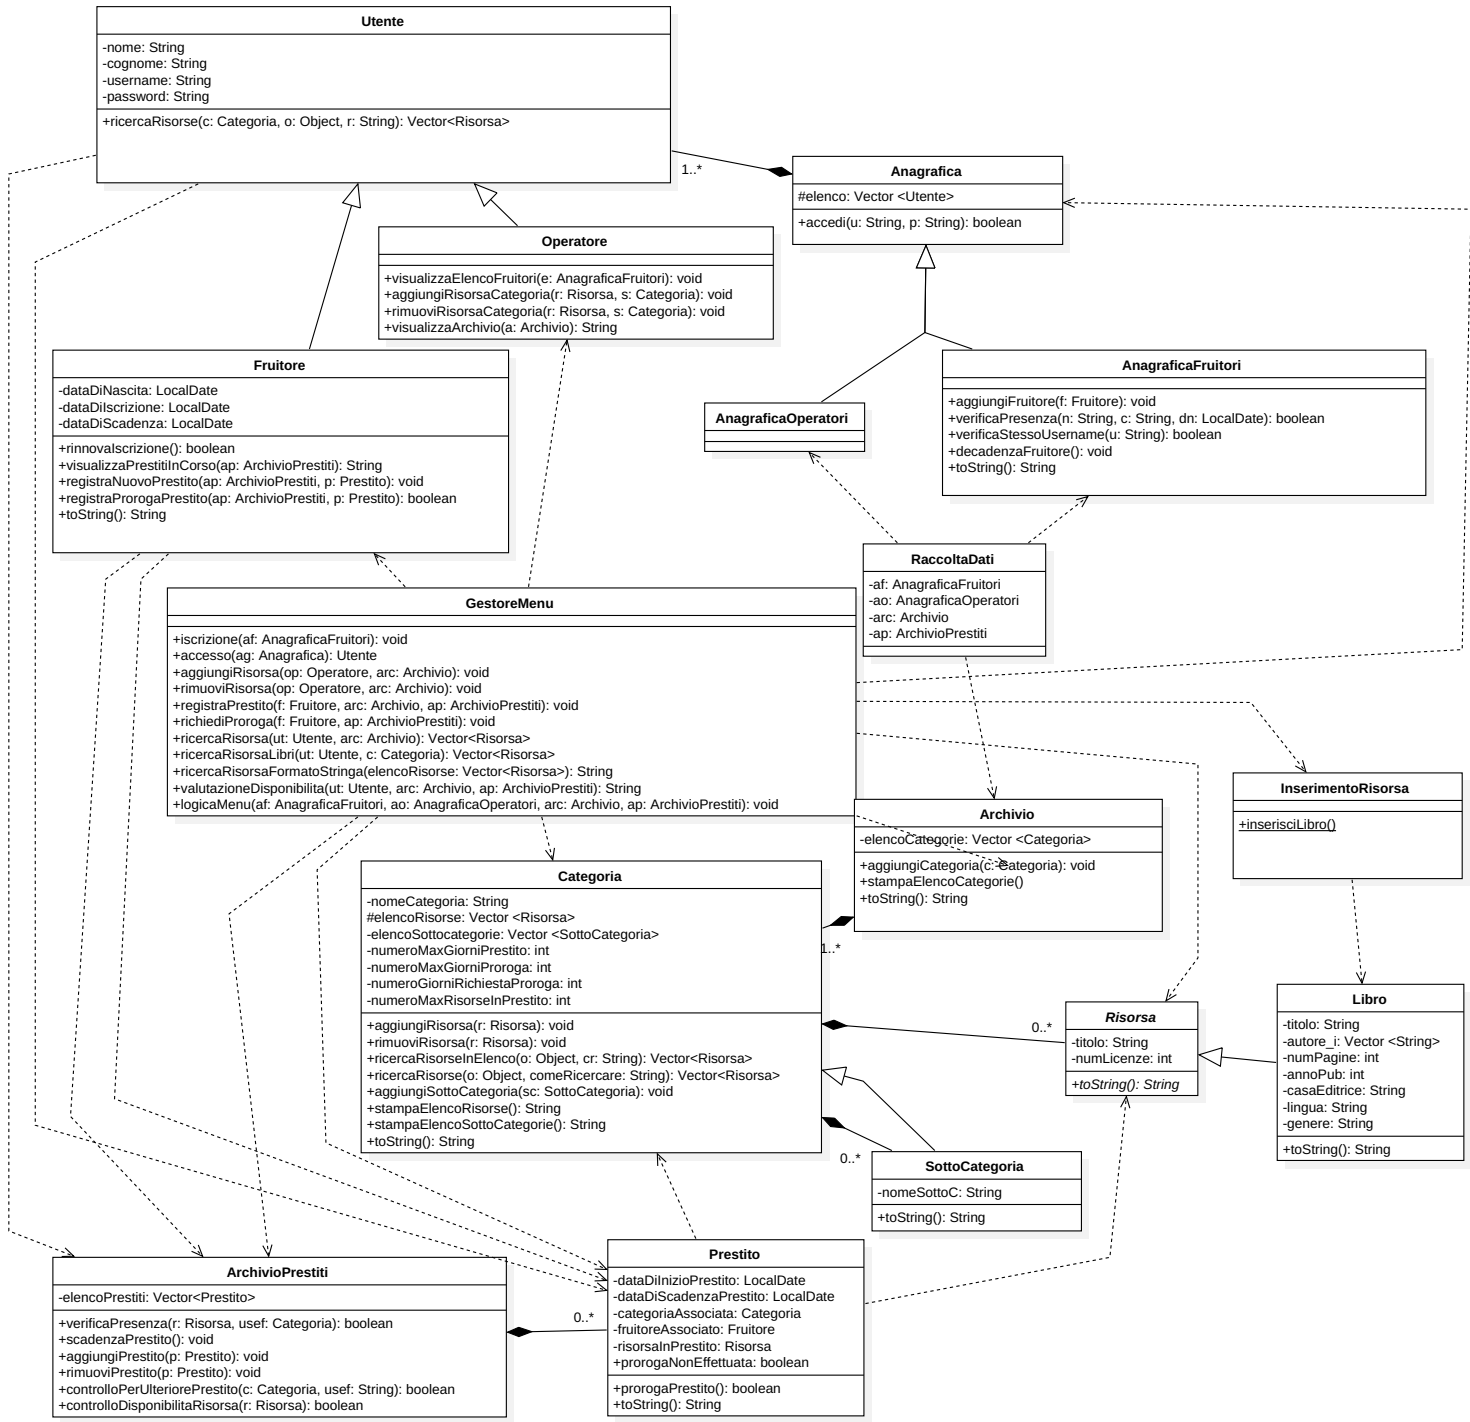 Utente
-nome: String
-cognome: String
-username: String
-password: String
+ricercaRisorse(c: Categoria, o: Object, r: String): Vector<Risorsa>
1..*
Anagrafica
#elenco: Vector <Utente>
+accedi(u: String, p: String): boolean
Operatore
+visualizzaElencoFruitori(e: AnagraficaFruitori): void
+aggiungiRisorsaCategoria(r: Risorsa, s: Categoria): void
+rimuoviRisorsaCategoria(r: Risorsa, s: Categoria): void
+visualizzaArchivio(a: Archivio): String
Fruitore
-dataDiNascita: LocalDate
-dataDiIscrizione: LocalDate
-dataDiScadenza: LocalDate
+rinnovaIscrizione(): boolean
+visualizzaPrestitiInCorso(ap: ArchivioPrestiti): String
+registraNuovoPrestito(ap: ArchivioPrestiti, p: Prestito): void
+registraProrogaPrestito(ap: ArchivioPrestiti, p: Prestito): boolean
+toString(): String
AnagraficaOperatori
AnagraficaFruitori
+aggiungiFruitore(f: Fruitore): void
+verificaPresenza(n: String, c: String, dn: LocalDate): boolean
+verificaStessoUsername(u: String): boolean
+decadenzaFruitore(): void
+toString(): String
RaccoltaDati
-af: AnagraficaFruitori
-ao: AnagraficaOperatori
-arc: Archivio
-ap: ArchivioPrestiti
GestoreMenu
+iscrizione(af: AnagraficaFruitori): void
+accesso(ag: Anagrafica): Utente
+aggiungiRisorsa(op: Operatore, arc: Archivio): void
+rimuoviRisorsa(op: Operatore, arc: Archivio): void
+registraPrestito(f: Fruitore, arc: Archivio, ap: ArchivioPrestiti): void
+richiediProroga(f: Fruitore, ap: ArchivioPrestiti): void
+ricercaRisorsa(ut: Utente, arc: Archivio): Vector<Risorsa>
+ricercaRisorsaLibri(ut: Utente, c: Categoria): Vector<Risorsa>
+ricercaRisorsaFormatoStringa(elencoRisorse: Vector<Risorsa>): String
+valutazioneDisponibilita(ut: Utente, arc: Archivio, ap: ArchivioPrestiti): String
+logicaMenu(af: AnagraficaFruitori, ao: AnagraficaOperatori, arc: Archivio, ap: ArchivioPrestiti): void
InserimentoRisorsa
+inserisciLibro()
Archivio
-elencoCategorie: Vector <Categoria>
+aggiungiCategoria(c: Categoria): void
+stampaElencoCategorie()
+toString(): String
1..*
Categoria
-nomeCategoria: String
#elencoRisorse: Vector <Risorsa>
-elencoSottocategorie: Vector <SottoCategoria>
-numeroMaxGiorniPrestito: int
-numeroMaxGiorniProroga: int
-numeroGiorniRichiestaProroga: int
-numeroMaxRisorseInPrestito: int
+aggiungiRisorsa(r: Risorsa): void
+rimuoviRisorsa(r: Risorsa): void
+ricercaRisorseInElenco(o: Object, cr: String): Vector<Risorsa>
+ricercaRisorse(o: Object, comeRicercare: String): Vector<Risorsa>
+aggiungiSottoCategoria(sc: SottoCategoria): void
+stampaElencoRisorse(): String
+stampaElencoSottoCategorie(): String
+toString(): String
0..*
Risorsa
-titolo: String
-numLicenze: int
+toString(): String
Libro
-titolo: String
-autore_i: Vector <String>
-numPagine: int
-annoPub: int
-casaEditrice: String
-lingua: String
-genere: String
+toString(): String
0..*
SottoCategoria
-nomeSottoC: String
+toString(): String
ArchivioPrestiti
-elencoPrestiti: Vector<Prestito>
+verificaPresenza(r: Risorsa, usef: Categoria): boolean
+scadenzaPrestito(): void
+aggiungiPrestito(p: Prestito): void
+rimuoviPrestito(p: Prestito): void
+controlloPerUlteriorePrestito(c: Categoria, usef: String): boolean
+controlloDisponibilitaRisorsa(r: Risorsa): boolean
0..*
Prestito
-dataDiInizioPrestito: LocalDate
-dataDiScadenzaPrestito: LocalDate
-categoriaAssociata: Categoria
-fruitoreAssociato: Fruitore
-risorsaInPrestito: Risorsa
+prorogaNonEffettuata: boolean
+prorogaPrestito(): boolean
+toString(): String